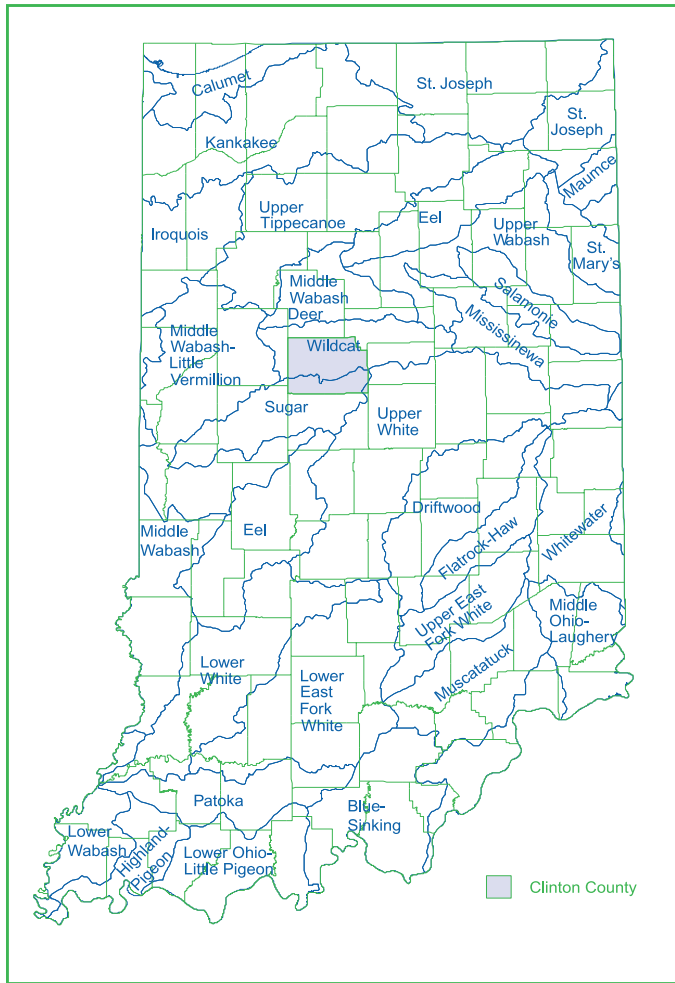 Calumet
St. Joseph
St.
Joseph
Kankakee
Maumce
Upper
Tippecanoe
Eel
Upper
Wabash
Iroquois
St.
Mary's
Middle
Wabash
Deer
Salamonie
Mississinewa
Middle
Wabash-
Little
Vermillion
Wildcat
Sugar
Upper
White
Driftwood
Middle
Wabash
Eel
Flatrock-Haw
Whitewater
Upper East
Fork White
Middle
Ohio-
Laughery
Lower
White
Lower
East
Fork
White
Muscatatuck
Patoka
Blue-
Sinking
Lower
Wabash
Highland-
Pigeon
Lower Ohio-
Little Pigeon
Clinton County